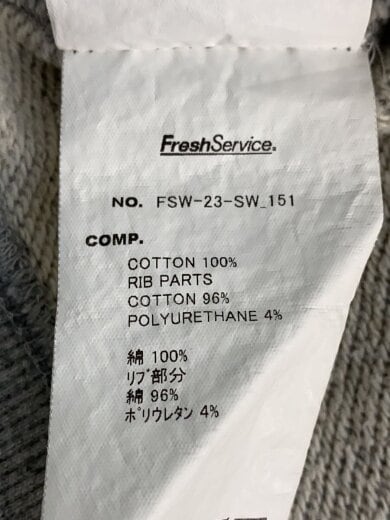 FreshService.
NO. FSW-23-SW_151
COMP.
COTTON 100%
RIB PARTS
COTTON 96%
POLYURETHANE 4%
綿 100%
ﾘﾌﾞ部分
綿 96%
ﾎﾟﾘｳﾚﾀﾝ 4%